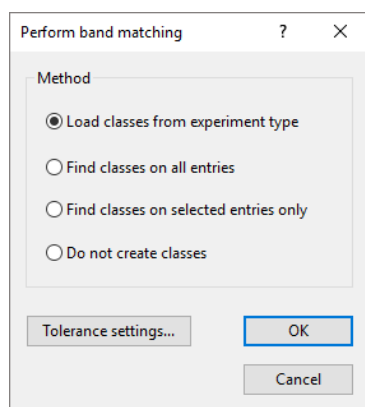 Perform band matching ?
Method
Load classes from experiment type
Find classes on all entries
Find classes on selected entries only
Do not create classes
Tolerance settings... OK
Cancel